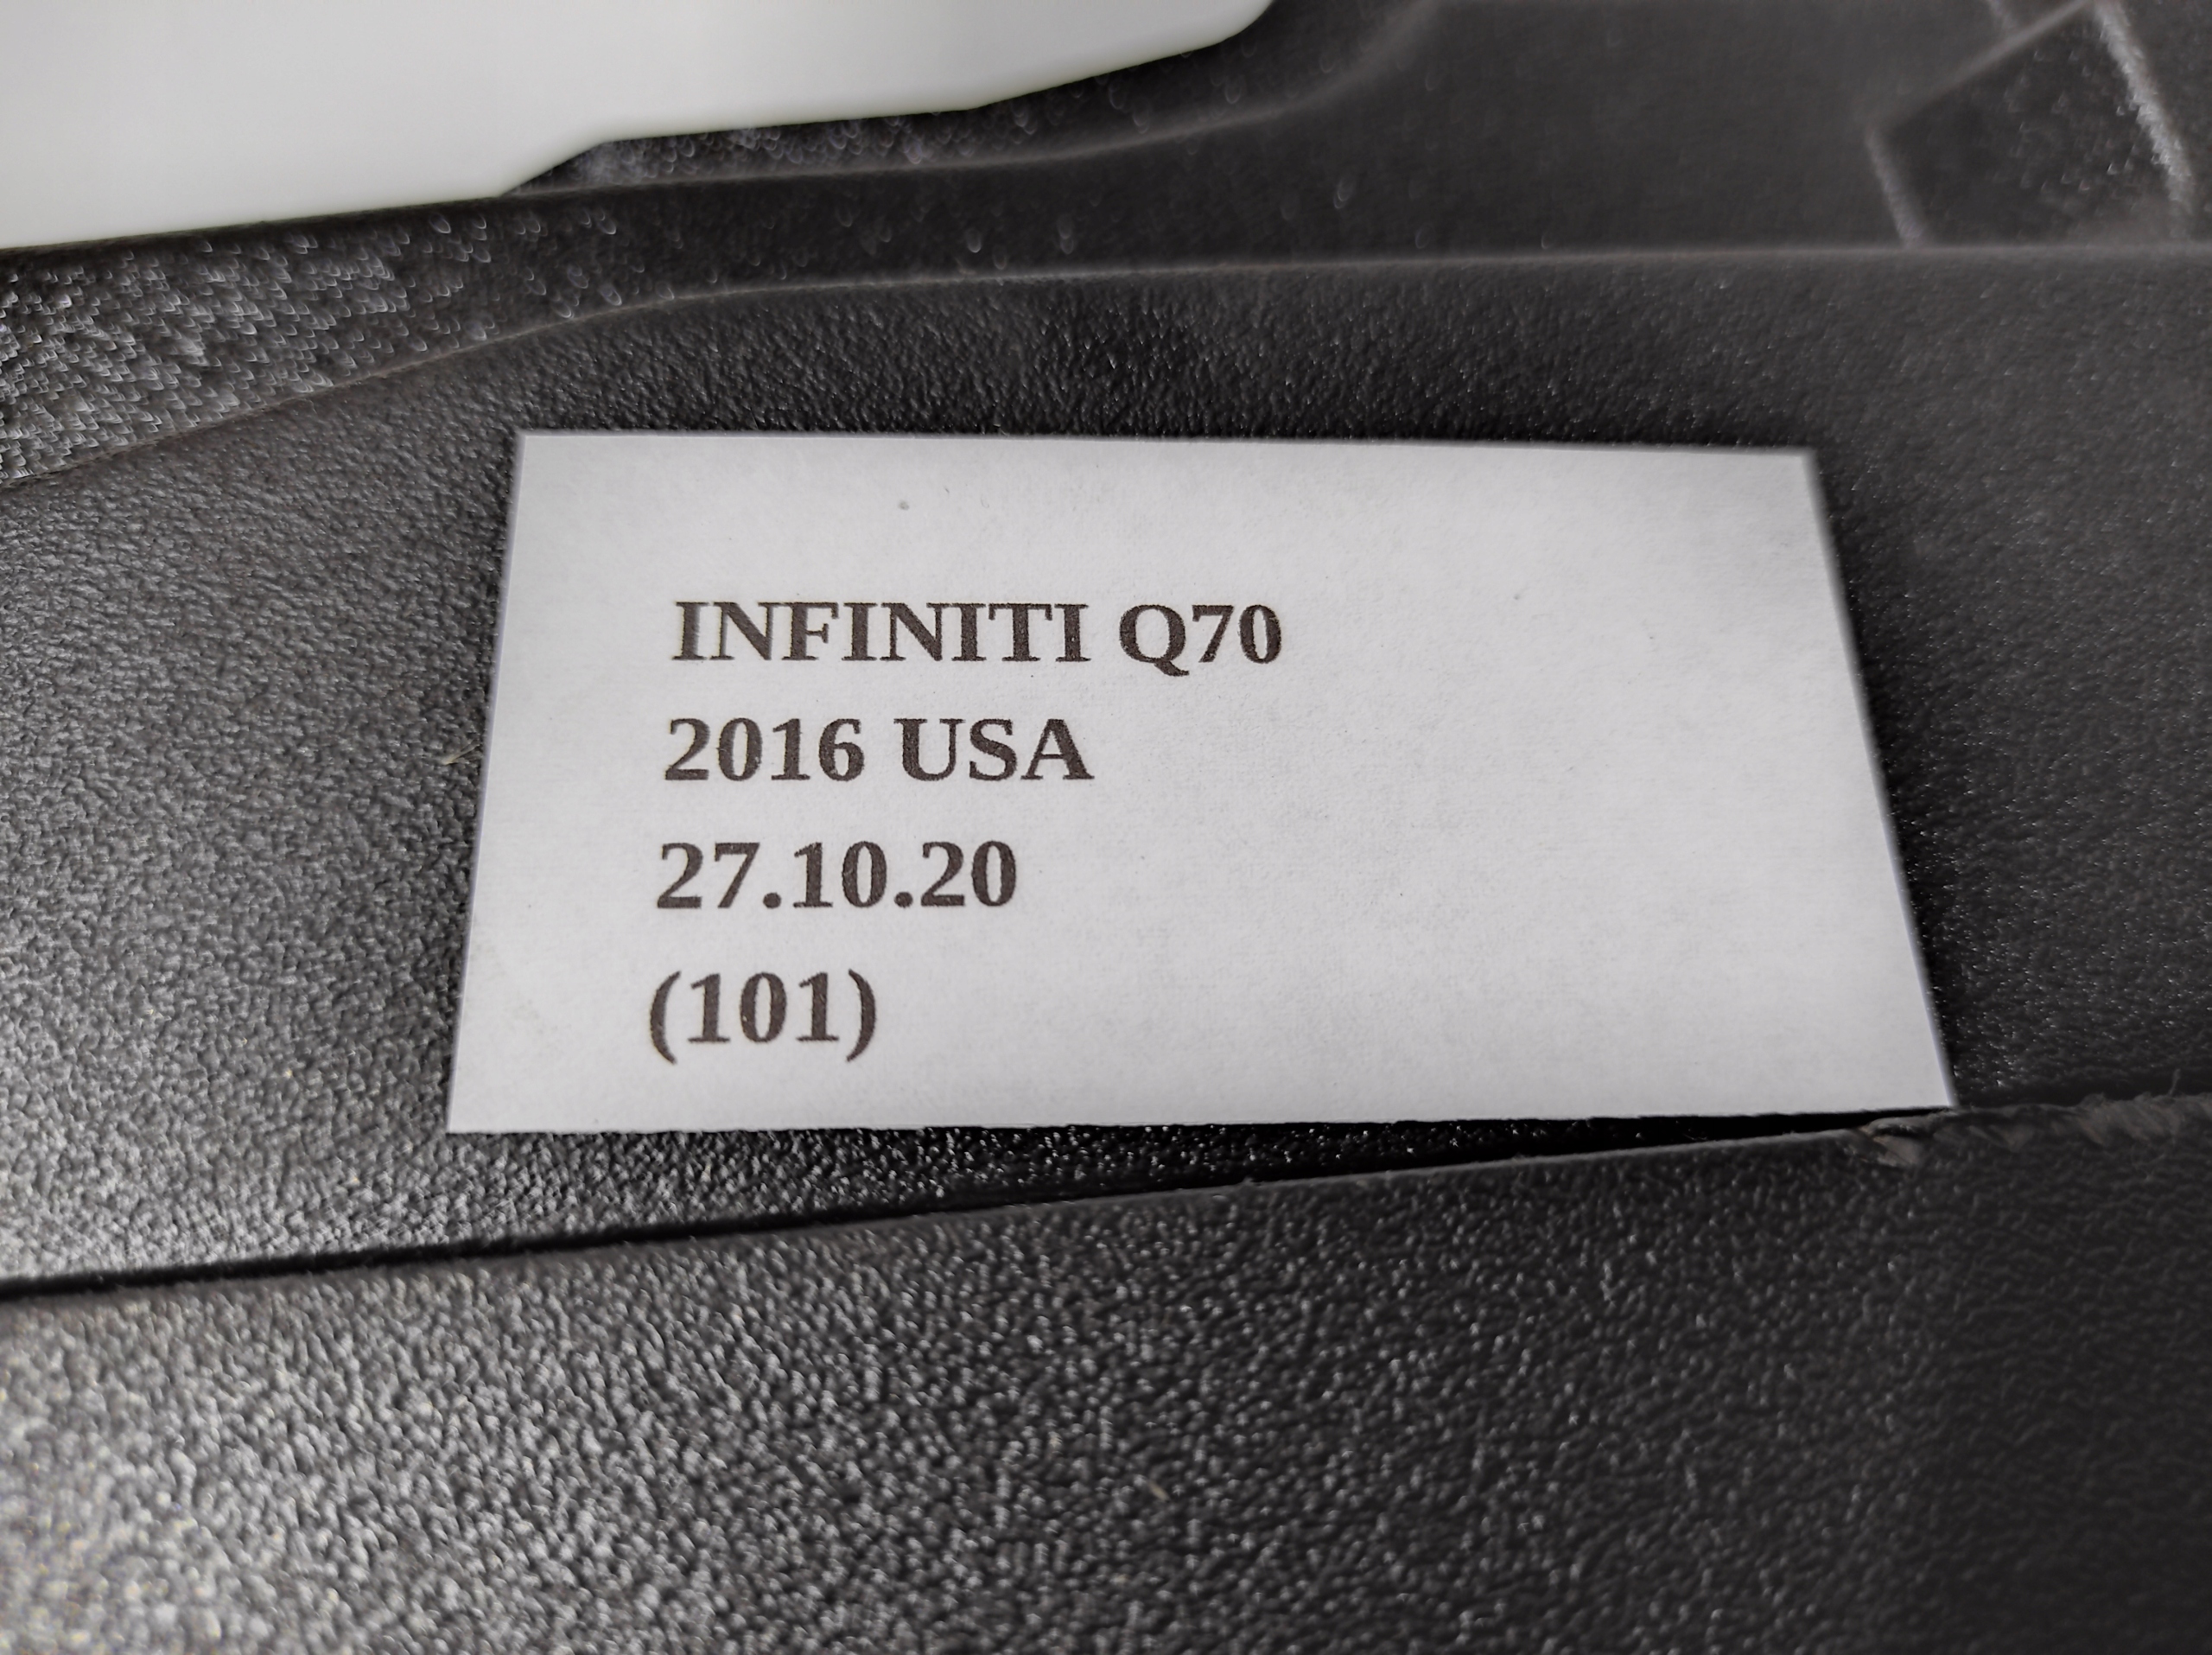 INFINITI Q70
2016 USA
27.10.20
(101)